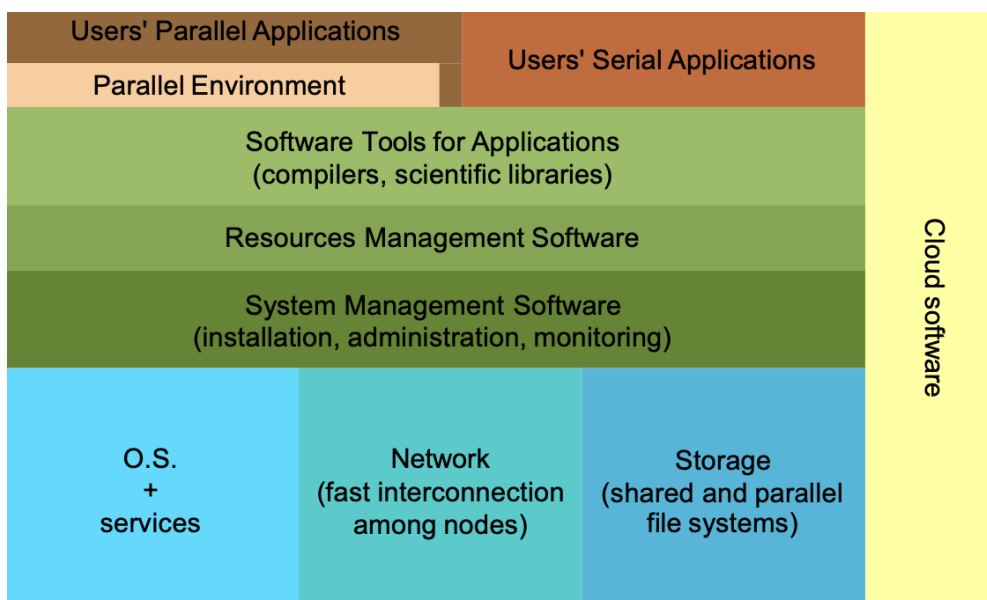 Users' Parallel Applications
Users' Serial Applications
Parallel Environment
Software Tools for Applications
(compilers, scientific libraries)
Resources Management Software
System Management Software
(installation, administration, monitoring)
O.S.
+
services
Network
(fast interconnection
among nodes)
Storage
(shared and parallel
file systems)
Cloud software